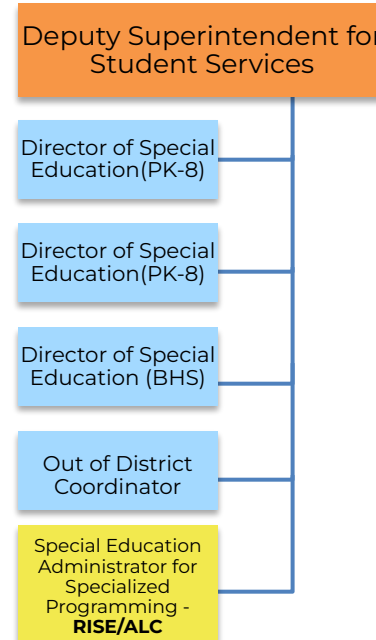 Deputy Superintendent for
Student Services
Director of Special
Education(PK-8)
Director of Special
Education(PK-8)
Director of Special
Education (BHS)
Out of District
Coordinator
Special Education
Administrator for
Specialized
Programming -
RISE/ALC